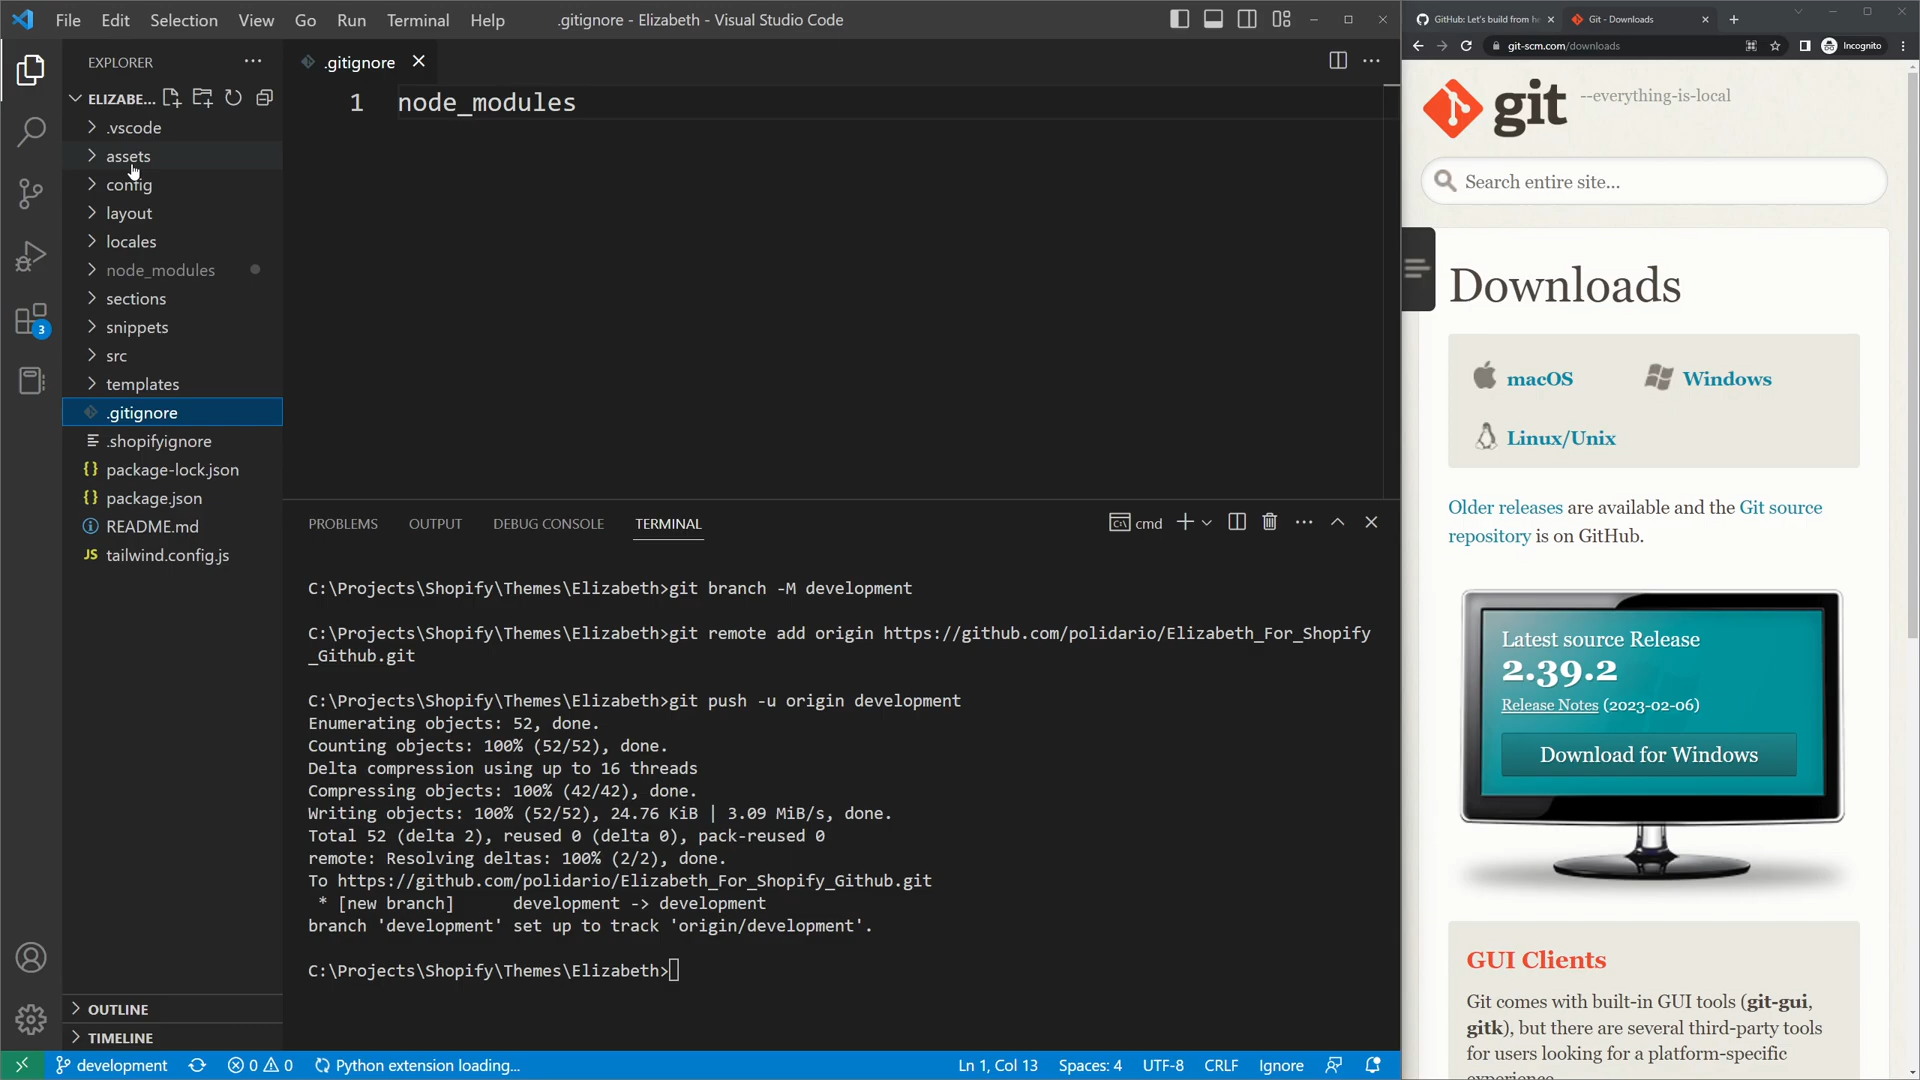 File Edit Selection View Go Run Terminal Help
.gitignore - Elizabeth - Visual Studio Code
EXPLORER
ELIZABE...
.vscode
assets
config
layout
locales
node_modules
sections
snippets
src
templates
.gitignore
.shopifyignore
package-lock.json
package.json
README.md
JS tailwind.config.js
OUTLINE
TIMELINE
3
.gitignore
1 node_modules
PROBLEMS OUTPUT DEBUG CONSOLE TERMINAL
cmd
C:\Projects\Shopify\Themes\Elizabeth>git branch -M development
C:\Projects\Shopify\Themes\Elizabeth>git remote add origin https://github.com/polidario/Elizabeth_For_Shopify
_Github.git
C:\Projects\Shopify\Themes\Elizabeth>git push -u origin development
Enumerating objects: 52, done.
Counting objects: 100% (52/52), done.
Delta compression using up to 16 threads
Compressing objects: 100% (42/42), done.
Writing objects: 100% (52/52), 24.76 KiB | 3.09 MiB/s, done.
Total 52 (delta 2), reused 0 (delta 0), pack-reused 0
remote: Resolving deltas: 100% (2/2), done.
To https://github.com/polidario/Elizabeth_For_Shopify_Github.git
* [new branch] development -> development
branch 'development' set up to track 'origin/development'.
C:\Projects\Shopify\Themes\Elizabeth>
development
0 0
Python extension loading...
Ln 1, Col 13 Spaces: 4 UTF-8 CRLF Ignore
GitHub: Let's build from he
Git - Downloads
git-scm.com/downloads
Incognito
git --everything-is-local
Search entire site...
Downloads
macOS
Windows
Linux/Unix
Older releases are available and the Git source
repository is on GitHub.
Latest source Release
2.39.2
Release Notes (2023-02-06)
Download for Windows
GUI Clients
Git comes with built-in GUI tools (git-gui,
gitk), but there are several third-party tools
for users looking for a platform-specific
experience.